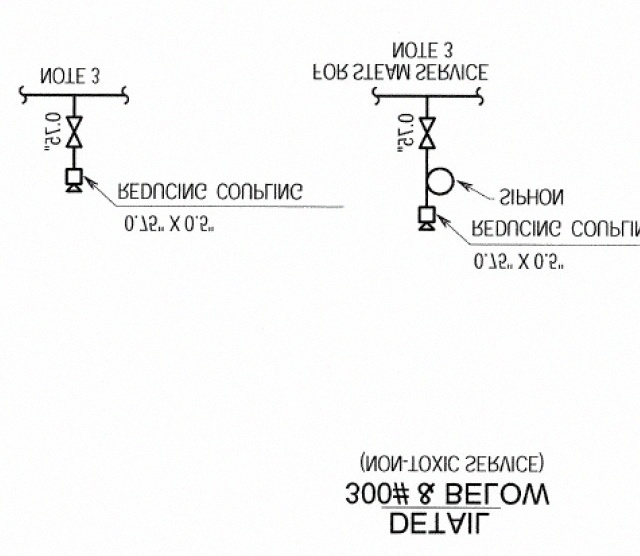 NOTE 3
0.75"
REDUCING COUPLING
0.75" X 0.5"
NOTE 3
FOR STEAM SERVICE
0.75"
SIPHON
REDUCING COUPLIN
0.75" X 0.5"
(NON-TOXIC SERVICE)
300# & BELOW
DETAIL